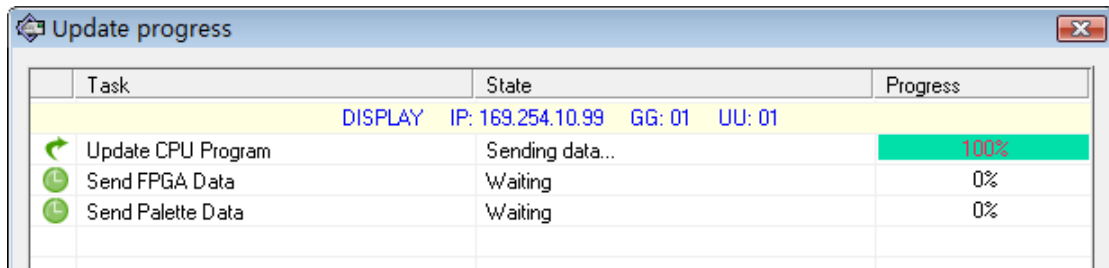 Update progress
Task State Progress
DISPLAY IP: 169.254.10.99 GG: 01 UU: 01
Update CPU Program Sending data... 100%
Send FPGA Data Waiting 0%
Send Palette Data Waiting 0%